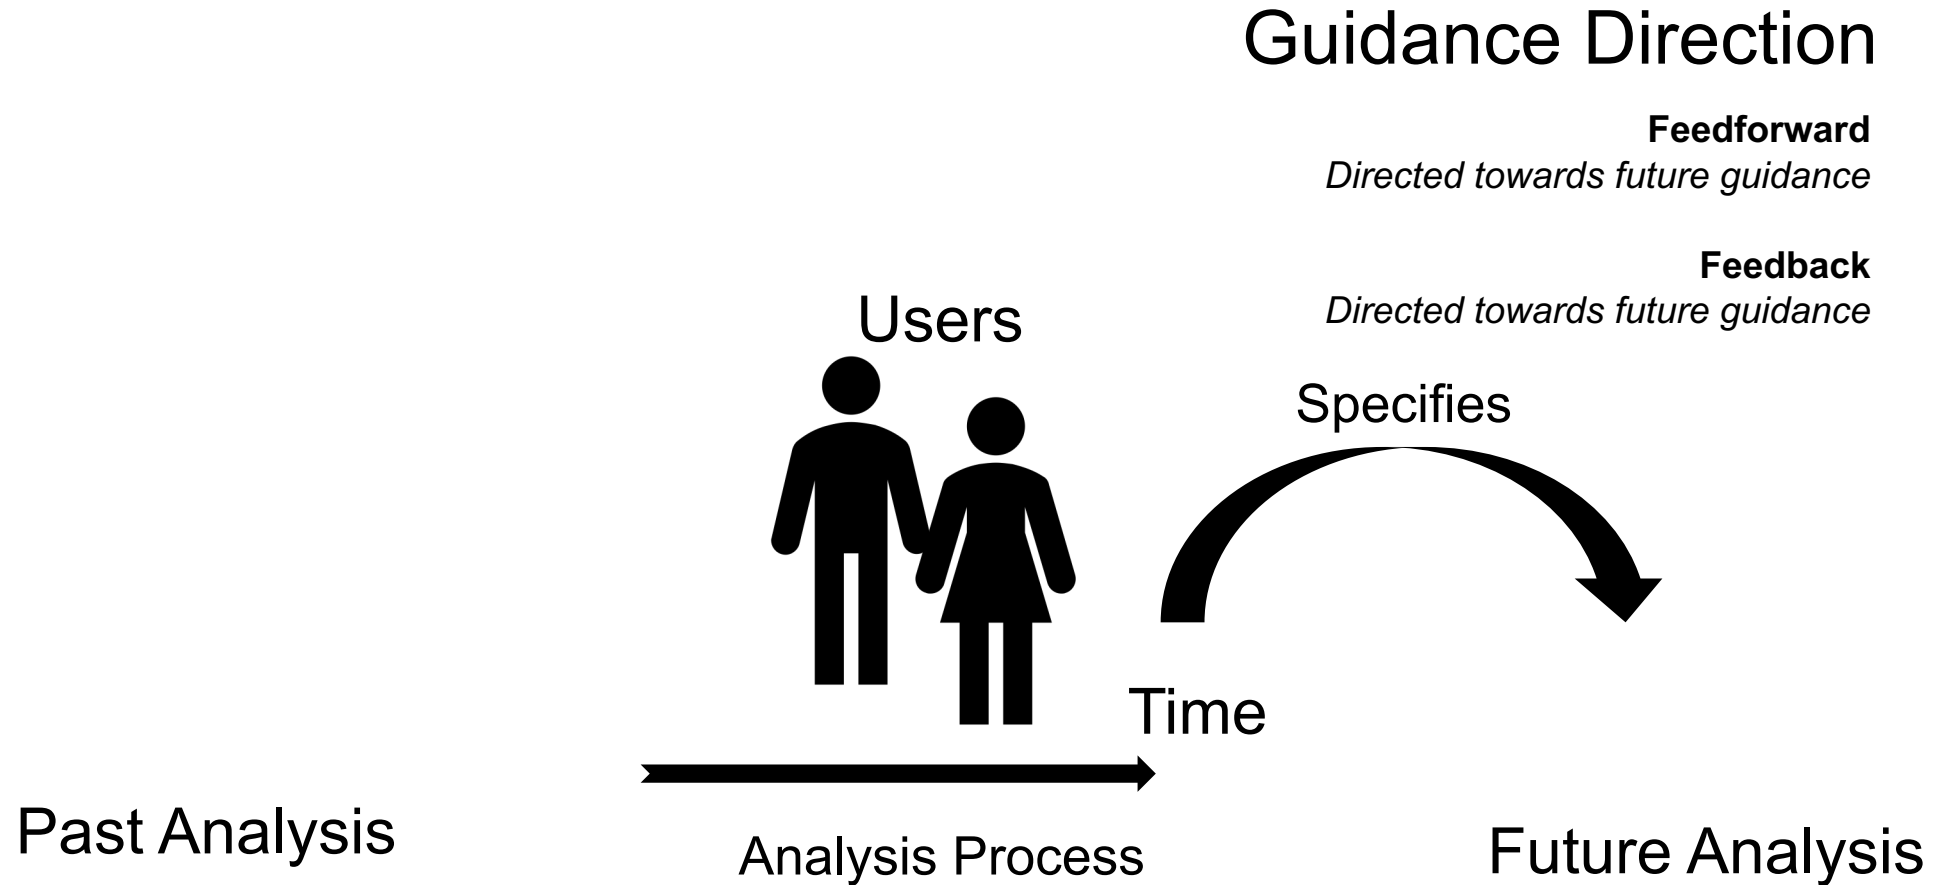 Guidance Direction
Feedforward
Directed towards future guidance
Feedback
Directed towards future guidance
Users
Specifies
Time
Past Analysis
Analysis Process
Future Analysis